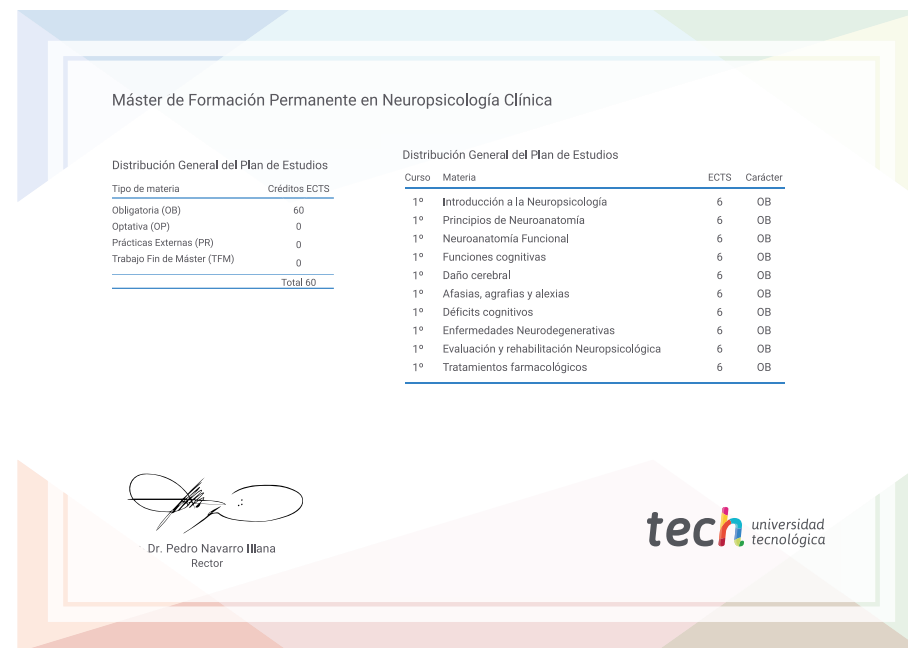 Máster de Formación Permanente en Neuropsicología Clínica
Distribución General del Plan de Estudios
Tipo de materia Créditos ECTS
Obligatoria (OB) 60
Optativa (OP) 0
Prácticas Externas (PR) 0
Trabajo Fin de Máster (TFM) 0
Total 60
Distribución General del Plan de Estudios
Curso Materia ECTS Carácter
1º Introducción a la Neuropsicología 6 OB
1º Principios de Neuroanatomía 6 OB
1º Neuroanatomía Funcional 6 OB
1º Funciones cognitivas 6 OB
1º Daño cerebral 6 OB
1º Afasias, agrafias y alexias 6 OB
1º Déficits cognitivos 6 OB
1º Enfermedades Neurodegenerativas 6 OB
1º Evaluación y rehabilitación Neuropsicológica 6 OB
1º Tratamientos farmacológicos 6 OB
Dr. Pedro Navarro Illana
Rector
tech universidad
tecnológica